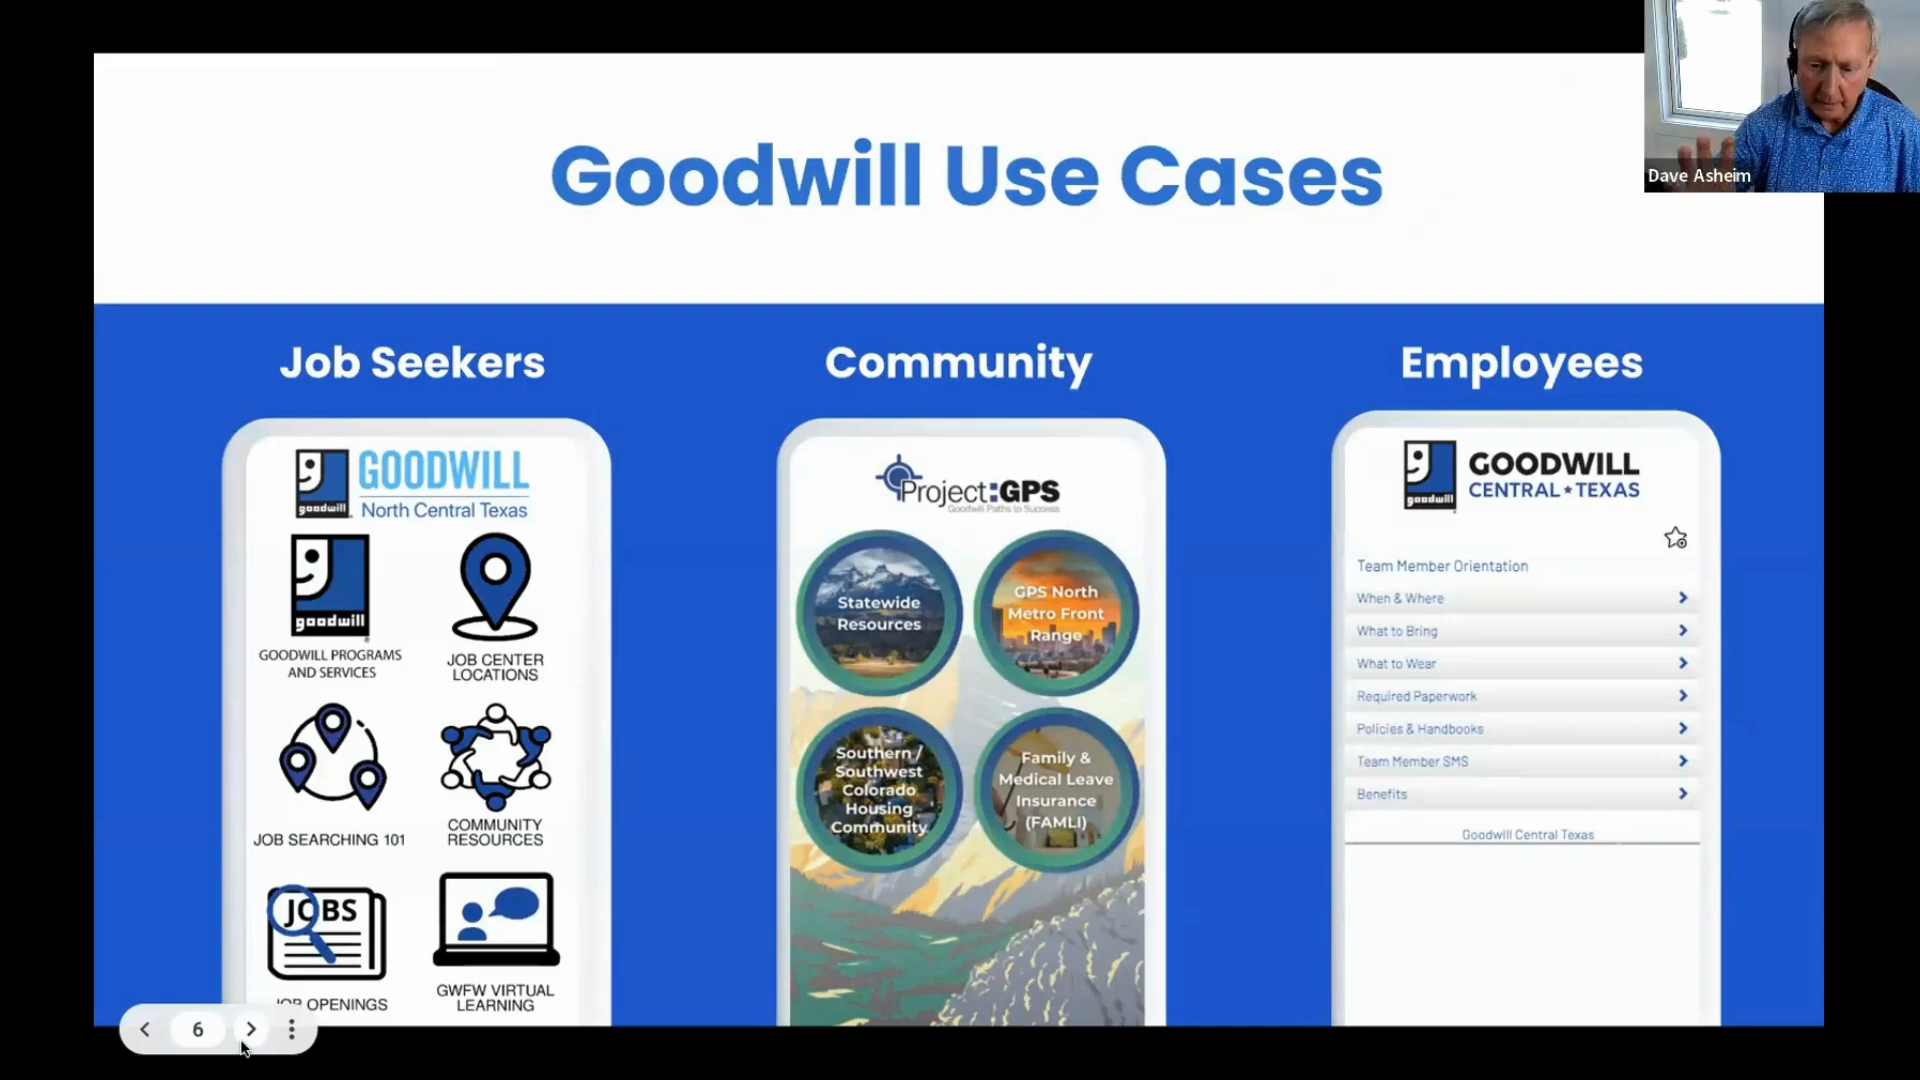 Goodwill Use Cases
Dave Asheim
Job Seekers
Community
Employees
goodwill
GOODWILL
North Central Texas
goodwill
GOODWILL PROGRAMS
AND SERVICES
JOB CENTER
LOCATIONS
JOB SEARCHING 101
COMMUNITY
RESOURCES
JOBS
JOB OPENINGS
GWFW VIRTUAL
LEARNING
Project:GPS
Goodwill Paths to Success
Statewide
Resources
GPS North
Metro Front
Range
Southern /
Southwest
Colorado
Housing
Community
Family &
Medical Leave
Insurance
(FAMLI)
goodwill
GOODWILL
CENTRAL TEXAS
Team Member Orientation
When & Where
What to Bring
What to Wear
Required Paperwork
Policies & Handbooks
Team Member SMS
Benefits
Goodwill Central Texas
6